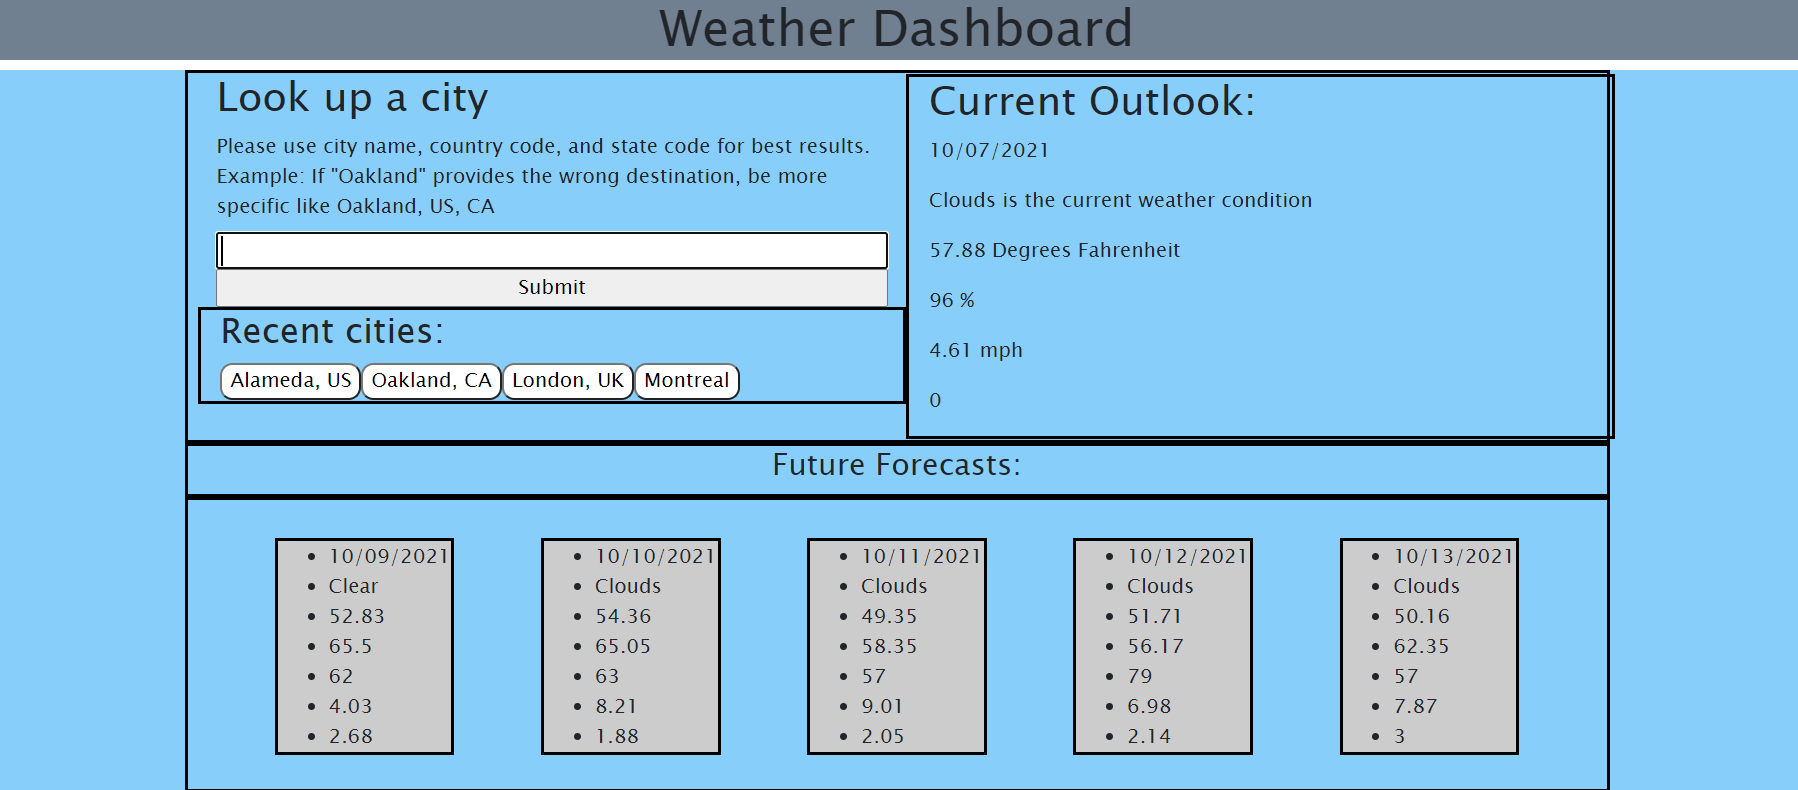 Weather Dashboard
Look up a city
Please use city name, country code, and state code for best results.
Example: If "Oakland" provides the wrong destination, be more
specific like Oakland, US, CA
Submit
Recent cities:
Alameda, US
Oakland, CA
London, UK
Montreal
Current Outlook:
10/07/2021
Clouds is the current weather condition
57.88 Degrees Fahrenheit
96 %
4.61 mph
0
Future Forecasts:
• 10/09/2021
• Clear
• 52.83
• 65.5
• 62
• 4.03
• 2.68
• 10/10/2021
• Clouds
• 54.36
• 65.05
• 63
• 8.21
• 1.88
• 10/11/2021
• Clouds
• 49.35
• 58.35
• 57
• 9.01
• 2.05
• 10/12/2021
• Clouds
• 51.71
• 56.17
• 79
• 6.98
• 2.14
• 10/13/2021
• Clouds
• 50.16
• 62.35
• 57
• 7.87
• 3